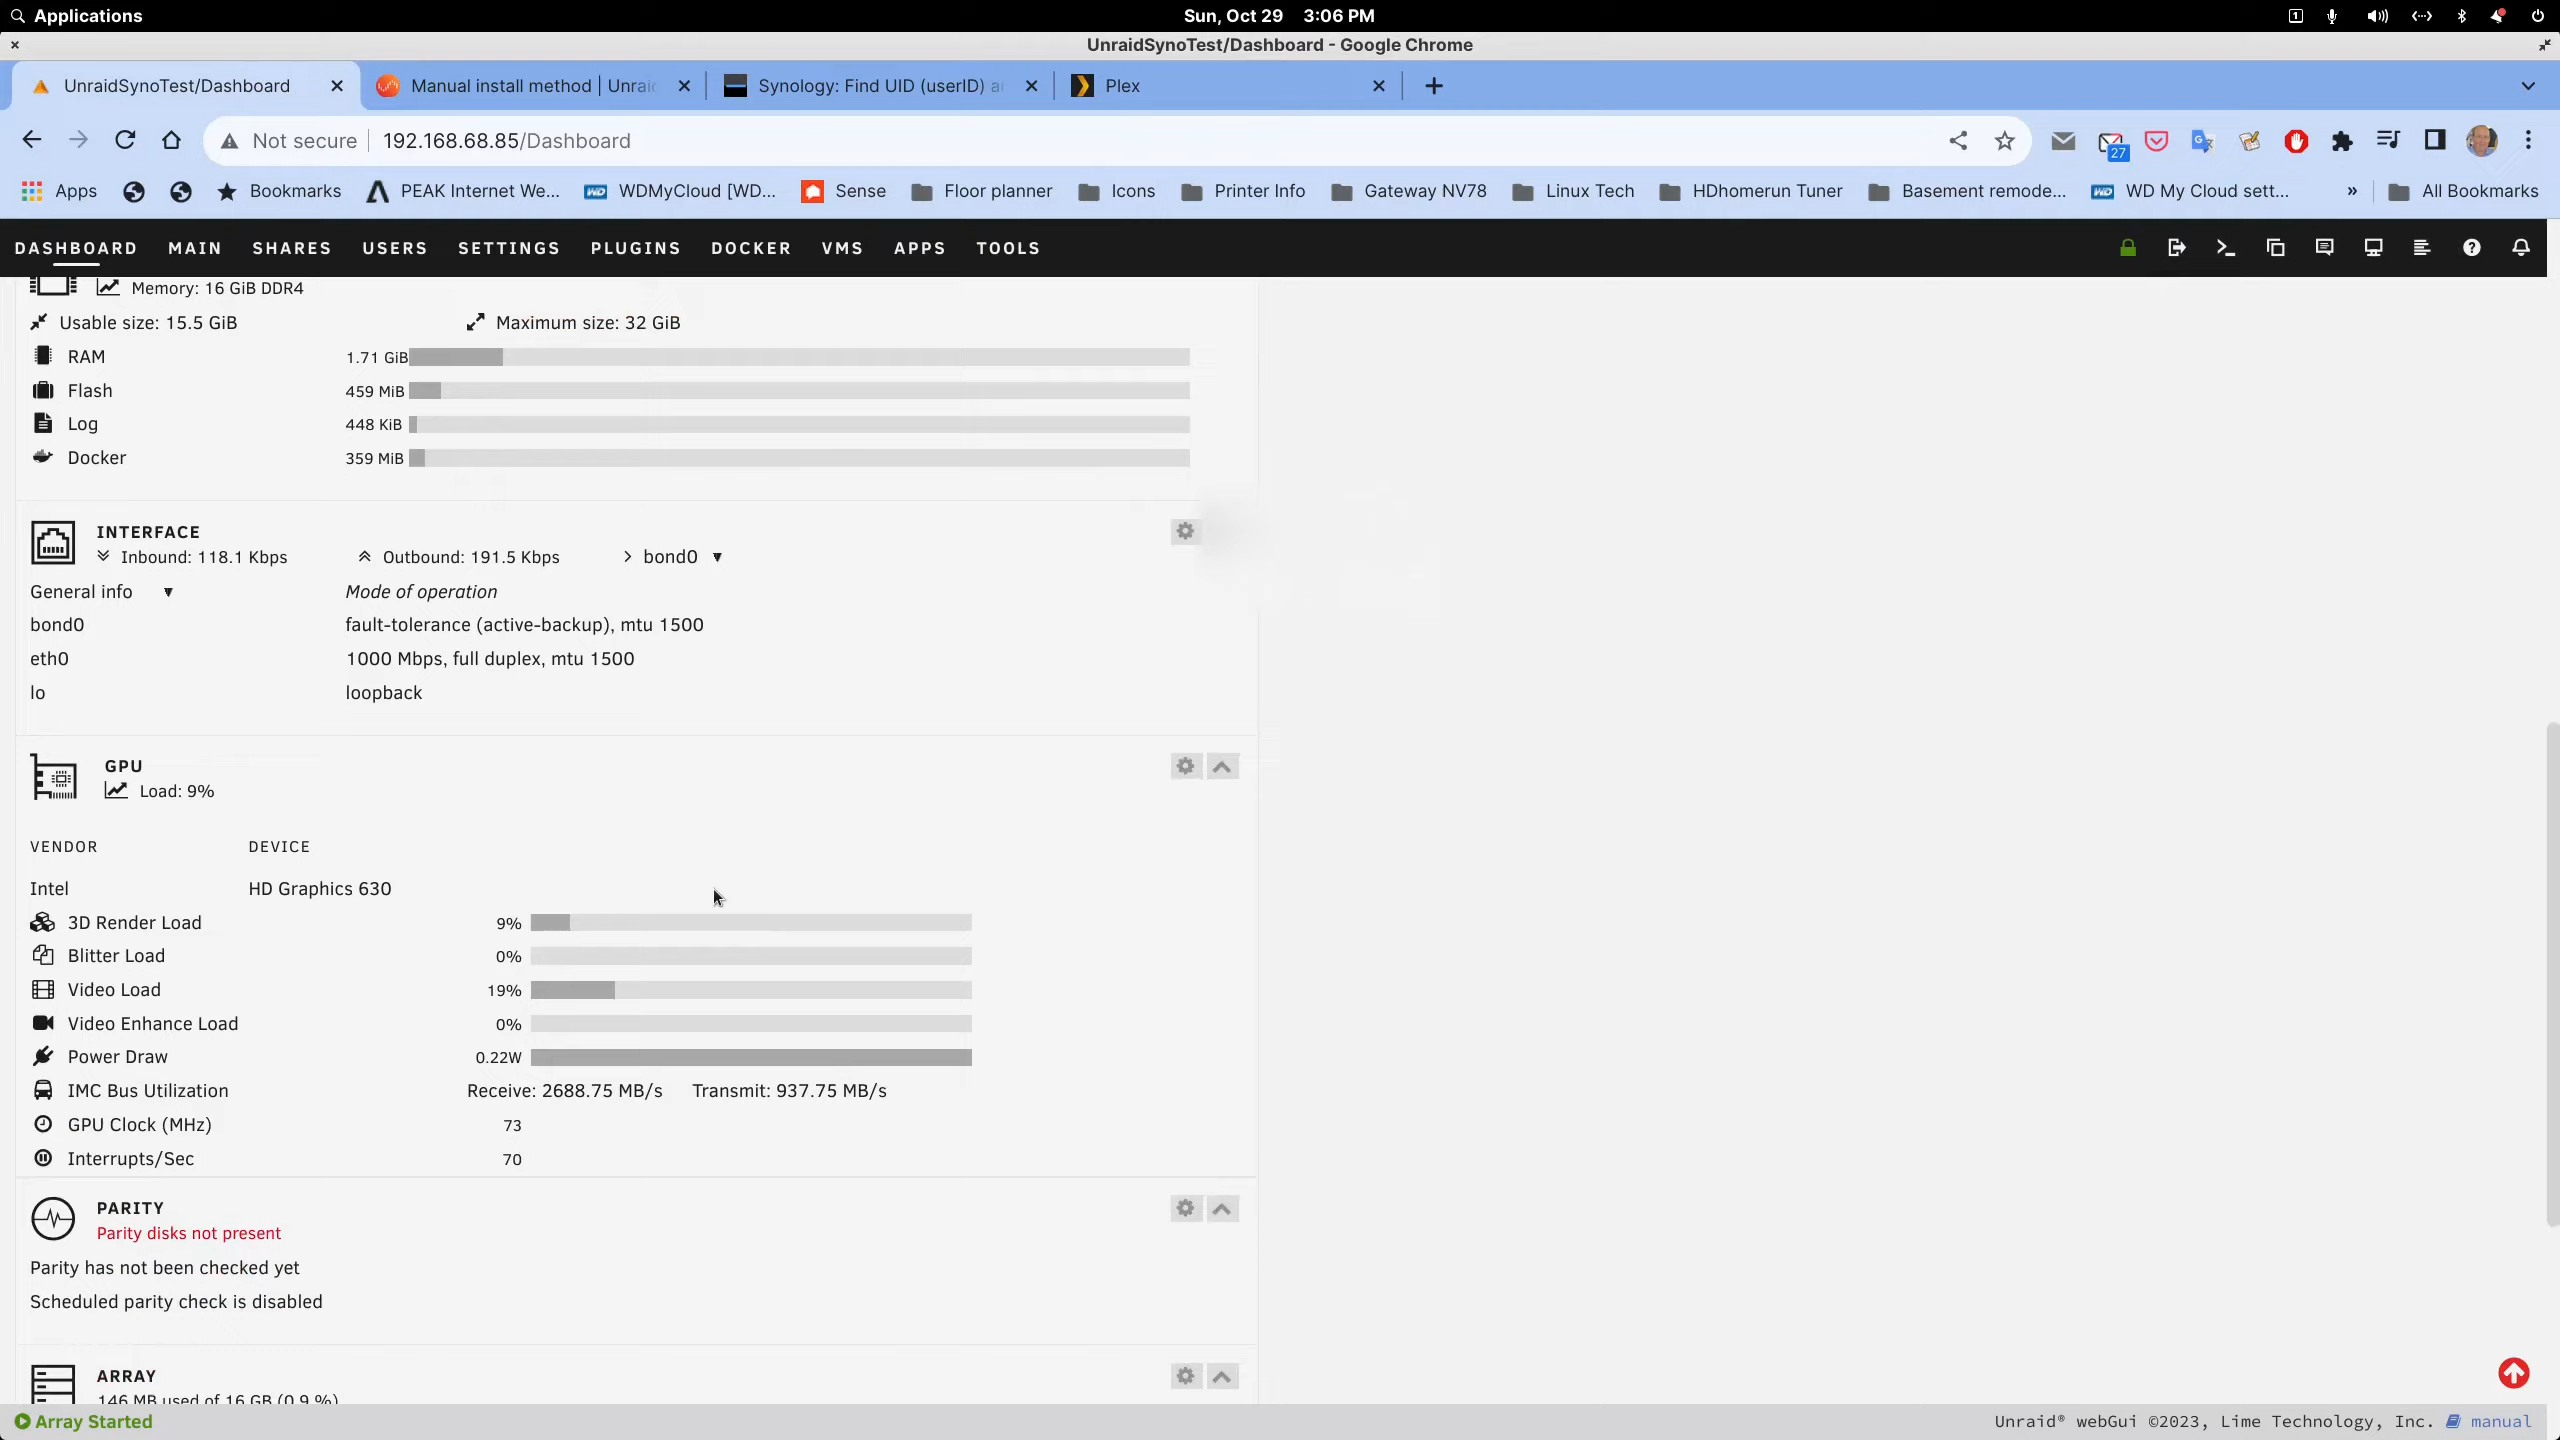 Applications
Sun, Oct 29 3:06 PM
UnraidSynoTest/Dashboard - Google Chrome
UnraidSynoTest/Dashboard
Manual install method | Unrai
Synology: Find UID (userID) a
Plex
Not secure
192.168.68.85/Dashboard
27
Apps
Bookmarks
PEAK Internet We...
WDMyCloud [WD...
Sense
Floor planner
Icons
Printer Info
Gateway NV78
Linux Tech
HDhomerun Tuner
Basement remode...
WD My Cloud sett...
»
All Bookmarks
DASHBOARD MAIN SHARES USERS SETTINGS PLUGINS DOCKER VMS APPS TOOLS
Memory: 16 GiB DDR4
Usable size: 15.5 GiB Maximum size: 32 GiB
RAM 1.71 GiB
Flash 459 MiB
Log 448 KiB
Docker 359 MiB
INTERFACE
Inbound: 118.1 Kbps Outbound: 191.5 Kbps > bond0
General info Mode of operation
bond0 fault-tolerance (active-backup), mtu 1500
eth0 1000 Mbps, full duplex, mtu 1500
lo loopback
GPU
Load: 9%
VENDOR DEVICE
Intel HD Graphics 630
3D Render Load 9%
Blitter Load 0%
Video Load 19%
Video Enhance Load 0%
Power Draw 0.22W
IMC Bus Utilization Receive: 2688.75 MB/s Transmit: 937.75 MB/s
GPU Clock (MHz) 73
Interrupts/Sec 70
PARITY
Parity disks not present
Parity has not been checked yet
Scheduled parity check is disabled
ARRAY
146 MB used of 16 GB (0.9 %)
Array Started
Unraid® webGui ©2023, Lime Technology, Inc. manual